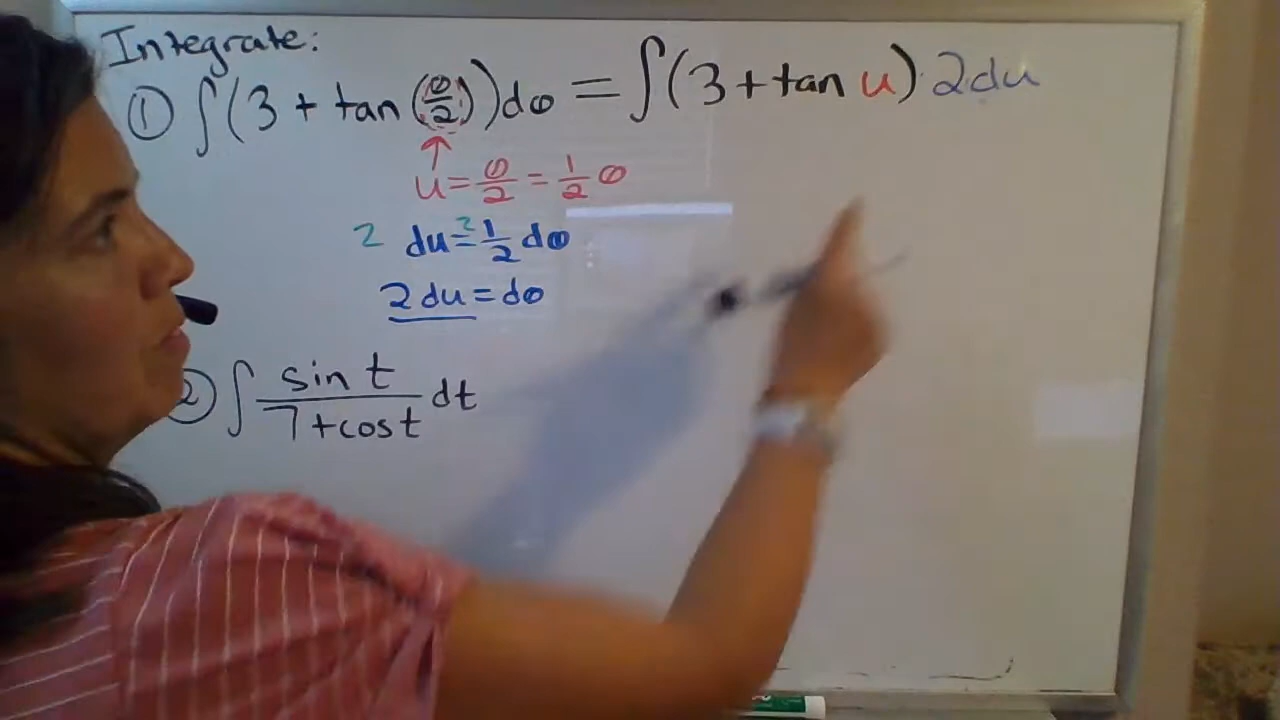 Integrate:
① ∫(3 + tan(θ/2))dθ = ∫(3 + tan u)·2du
u = θ/2 = 1/2 θ
2 du = 2 1/2 dθ
2du = dθ
② ∫ sin t / 7+cost dt